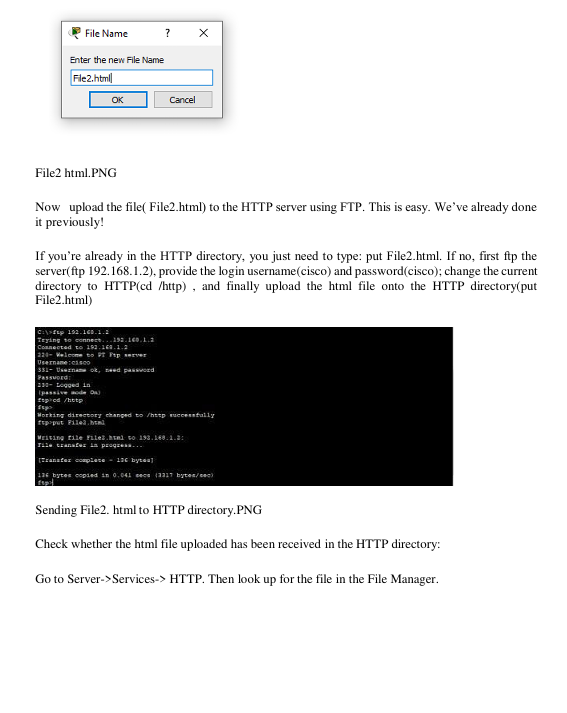 File Name ? X
Enter the new File Name
File2.html
OK Cancel
File2 html.PNG
Now upload the file( File2.html) to the HTTP server using FTP. This is easy. We’ve already done
it previously!
If you’re already in the HTTP directory, you just need to type: put File2.html. If no, first ftp the
server(ftp 192.168.1.2), provide the login username(cisco) and password(cisco); change the current
directory to HTTP(cd /http) , and finally upload the html file onto the HTTP directory(put
File2.html)
C:\>ftp 192.168.1.2
Trying to connect...192.168.1.2
Connected to 192.168.1.2
220- Welcome to PT Ftp server
Username:cisco
331- Username ok, need password
Password:
230- Logged in
(passive mode On)
ftp>cd /http
ftp>
Working directory changed to /http successfully
ftp>put File2.html
Writing file File2.html to 192.168.1.2:
File transfer in progress...
[Transfer complete - 136 bytes]
136 bytes copied in 0.041 secs (3317 bytes/sec)
ftp>
Sending File2. html to HTTP directory.PNG
Check whether the html file uploaded has been received in the HTTP directory:
Go to Server->Services-> HTTP. Then look up for the file in the File Manager.